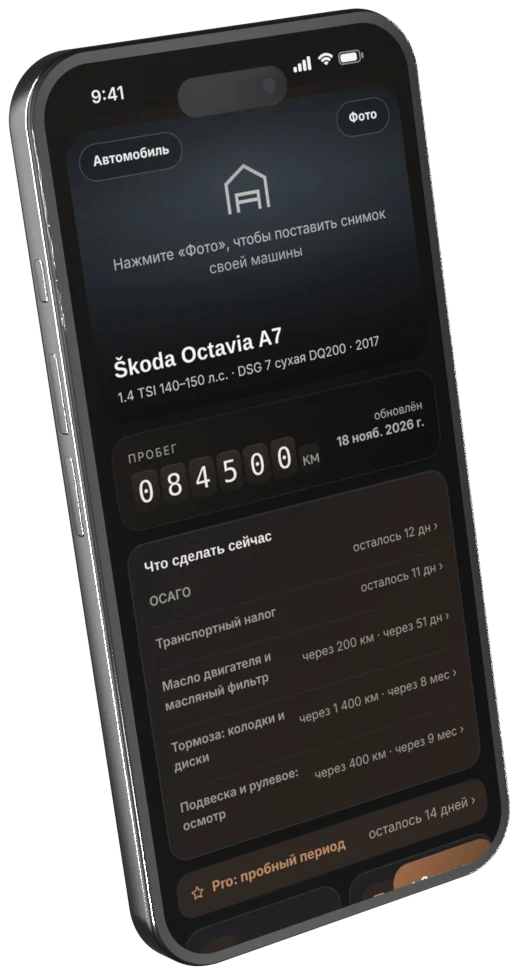 9:41
Автомобиль
Фото
Нажмите «Фото», чтобы поставить снимок
своей машины
Škoda Octavia A7
1.4 TSI 140–150 л.с. · DSG 7 сухая DQ200 · 2017
ПРОБЕГ
084500 КМ
обновлён
18 нояб. 2026 г.
Что сделать сейчас
ОСАГО
осталось 12 дн ›
Транспортный налог
осталось 11 дн ›
Масло двигателя и
масляный фильтр
через 200 км · через 51 дн ›
Тормоза: колодки и
диски
через 1 400 км · через 8 мес ›
Подвеска и рулевое:
осмотр
через 400 км · через 9 мес ›
Pro: пробный период
осталось 14 дней ›